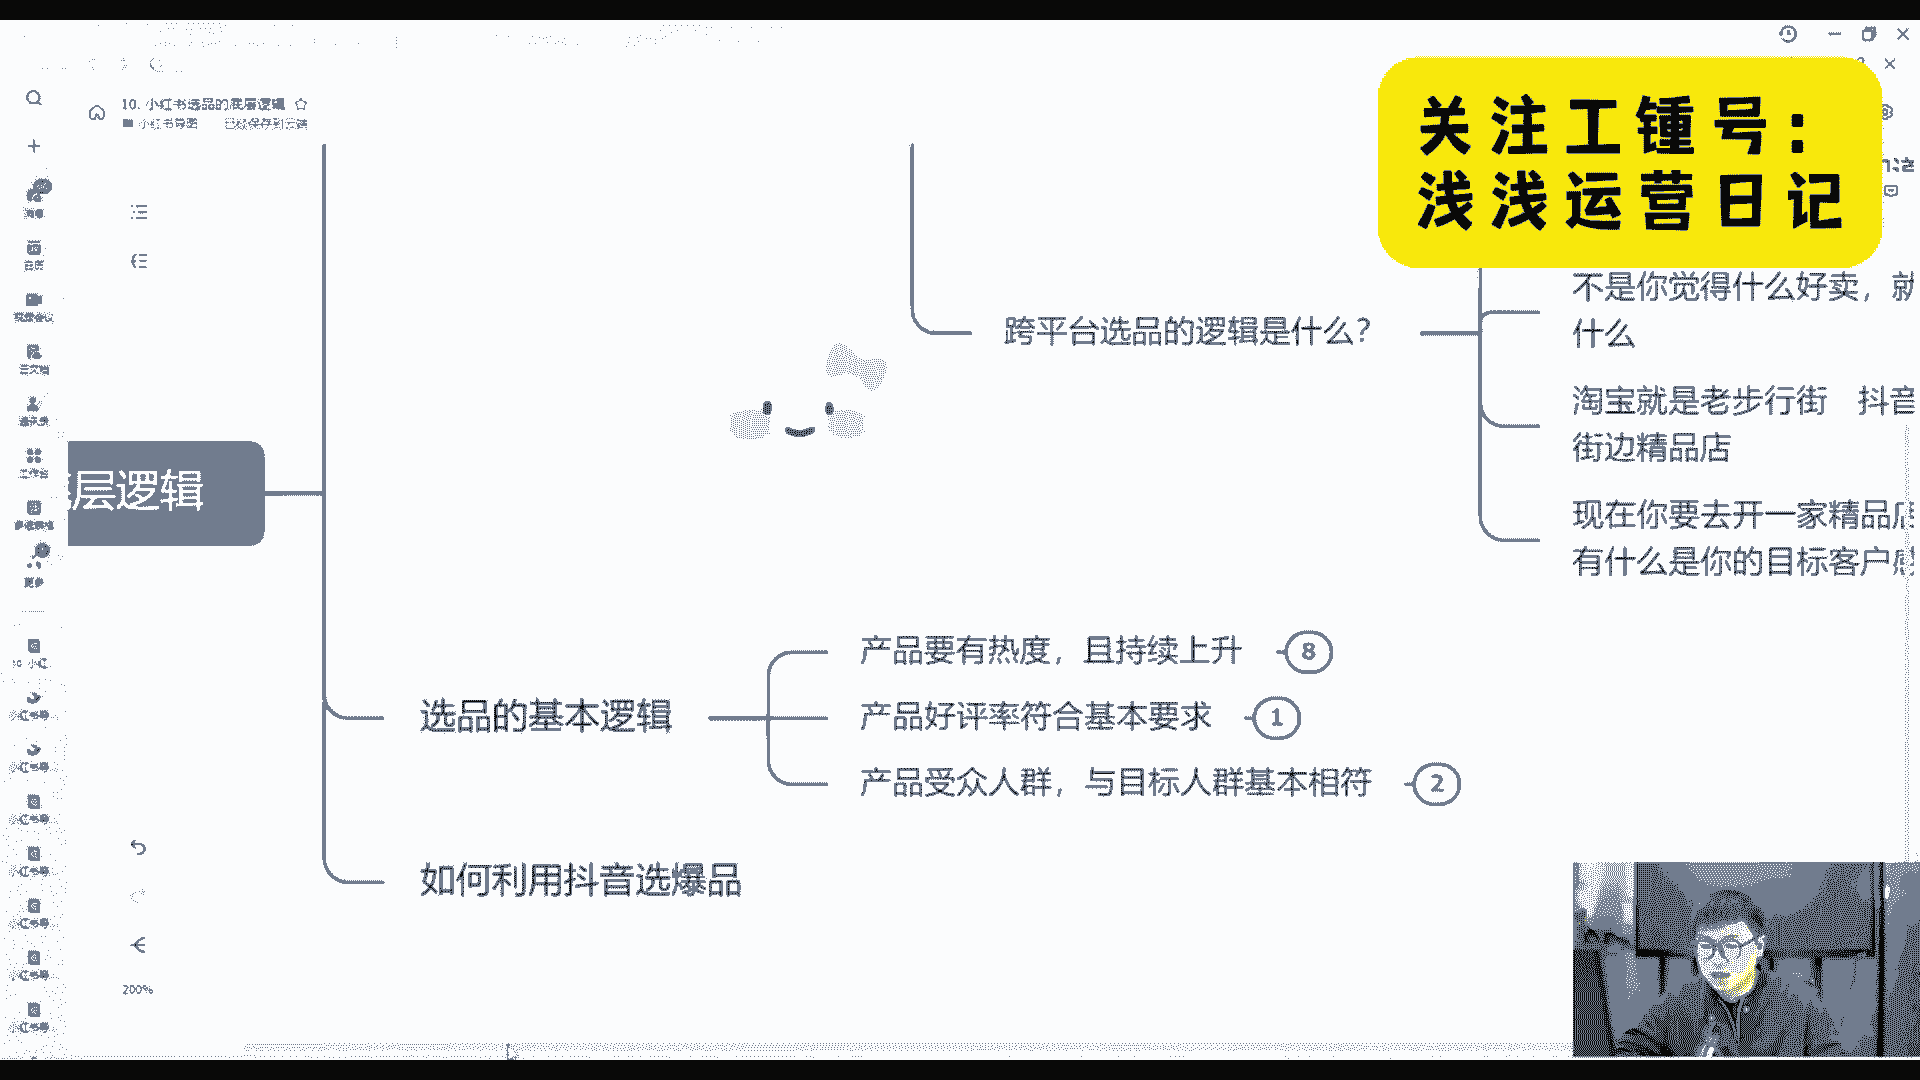 关注工锺号：
浅浅运营日记
10. 小红书选品的底层逻辑
小红书导图 已经保存到云端
不是你觉得什么好卖，就
什么
跨平台选品的逻辑是什么？
淘宝就是老步行街 抖音
街边精品店
现在你要去开一家精品店
有什么是你的目标客户感
层逻辑
产品要有热度，且持续上升 8
选品的基本逻辑
产品好评率符合基本要求 1
产品受众人群，与目标人群基本相符 2
如何利用抖音选爆品
更多
200%